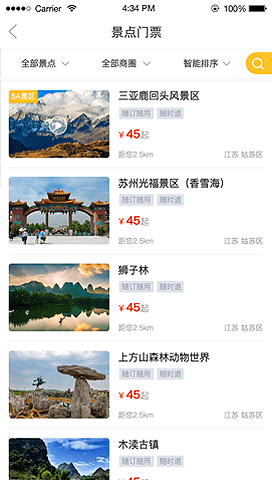 Carrier 4:34 PM 100%
景点门票
全部景点 全部商圈 智能排序
5A景区
三亚鹿回头风景区
随订随用 随时退
¥45起
距您2.5km 江苏 姑苏区
苏州光福景区（香雪海）
随订随用 随时退
¥45起
距您2.5km 江苏 姑苏区
狮子林
随订随用 随时退
¥45起
距您2.5km 江苏 姑苏区
上方山森林动物世界
随订随用 随时退
¥45起
距您2.5km 江苏 姑苏区
木渎古镇
随订随用 随时退